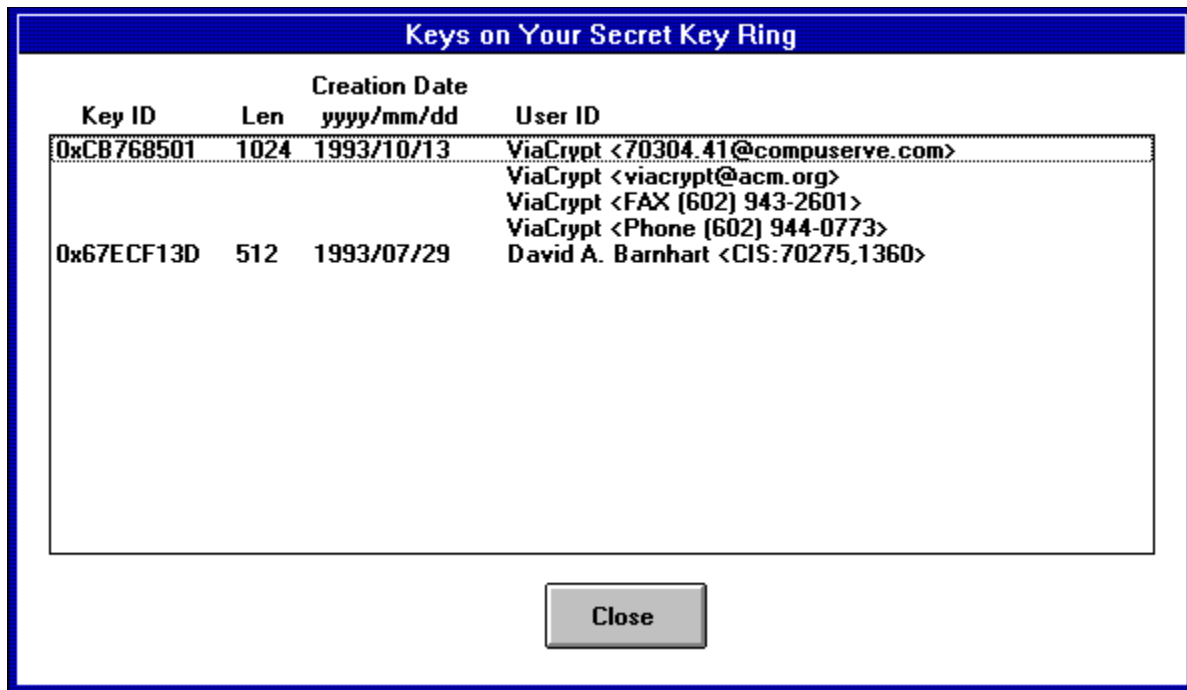 Keys on Your Secret Key Ring
Creation Date
Key ID Len yyyy/mm/dd User ID
0xCB768501 1024 1993/10/13 ViaCrypt <70304.41@compuserve.com>
ViaCrypt <viacrypt@acm.org>
ViaCrypt <FAX (602) 943-2601>
ViaCrypt <Phone (602) 944-0773>
0x67ECF13D 512 1993/07/29 David A. Barnhart <CIS:70275,1360>
Close